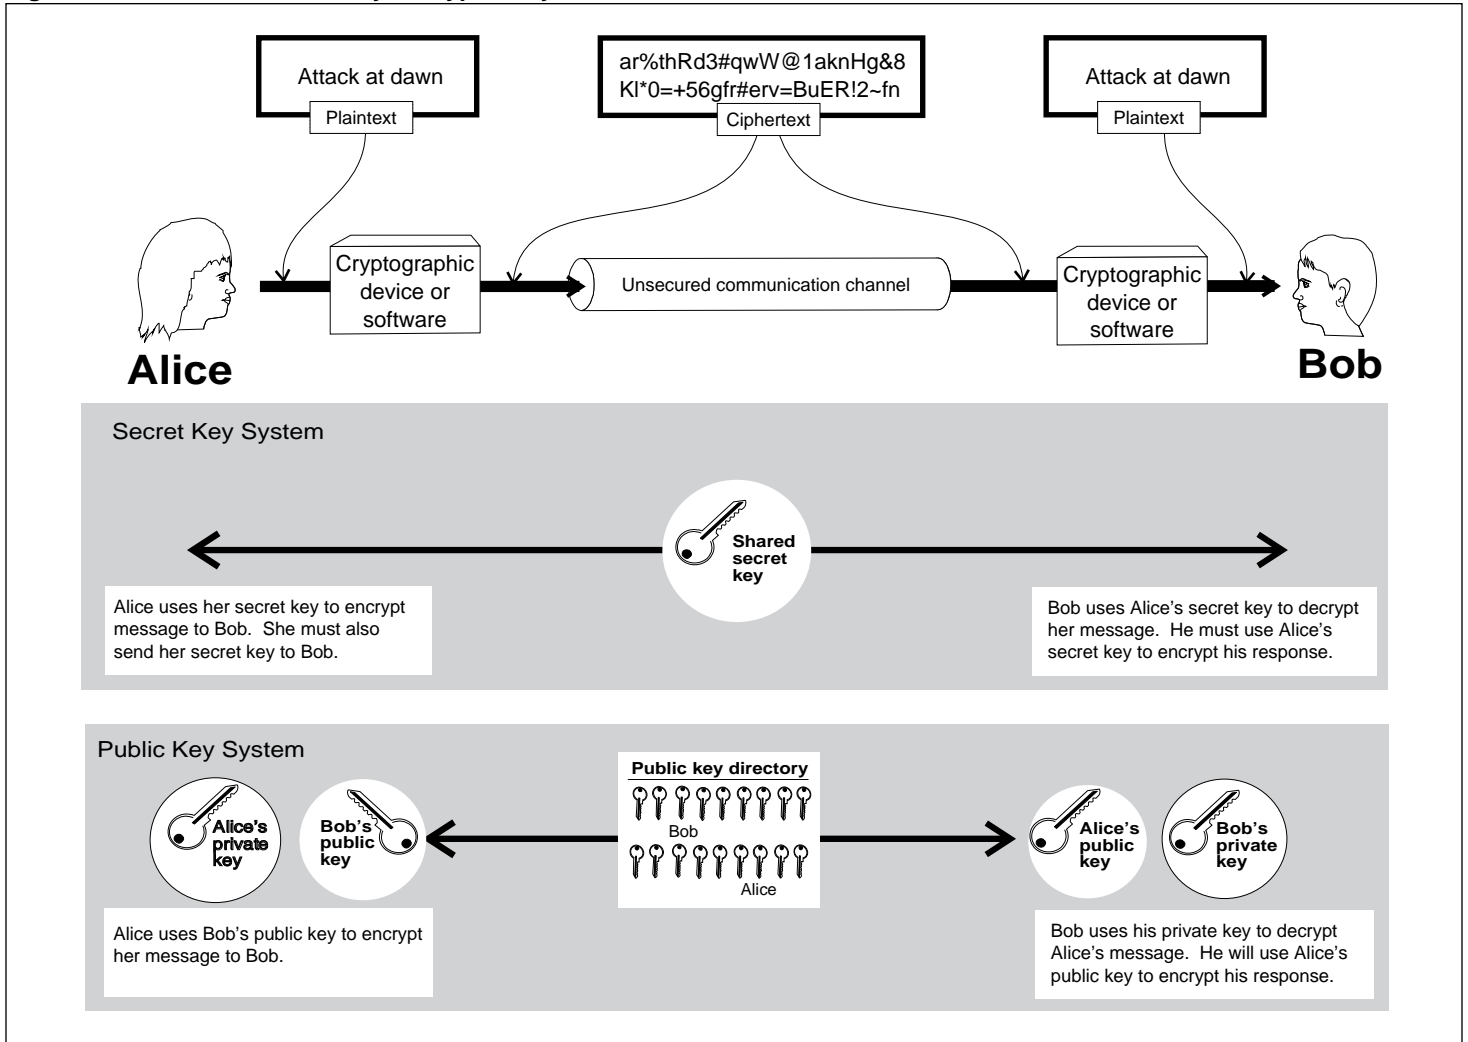 Attack at dawn
Plaintext
ar%thRd3#qwW@1aknHg&8
Kl*0=+56gfr#erv=BuER!2~fn
Ciphertext
Attack at dawn
Plaintext
Cryptographic
device or
software
Unsecured communication channel
Cryptographic
device or
software
Alice
Bob
Secret Key System
Shared
secret
key
Alice uses her secret key to encrypt
message to Bob. She must also
send her secret key to Bob.
Bob uses Alice's secret key to decrypt
her message. He must use Alice's
secret key to encrypt his response.
Public Key System
Alice's
private
key
Bob's
public
key
Public key directory
Bob
Alice
Alice's
public
key
Bob's
private
key
Alice uses Bob's public key to encrypt
her message to Bob.
Bob uses his private key to decrypt
Alice's message. He will use Alice's
public key to encrypt his response.